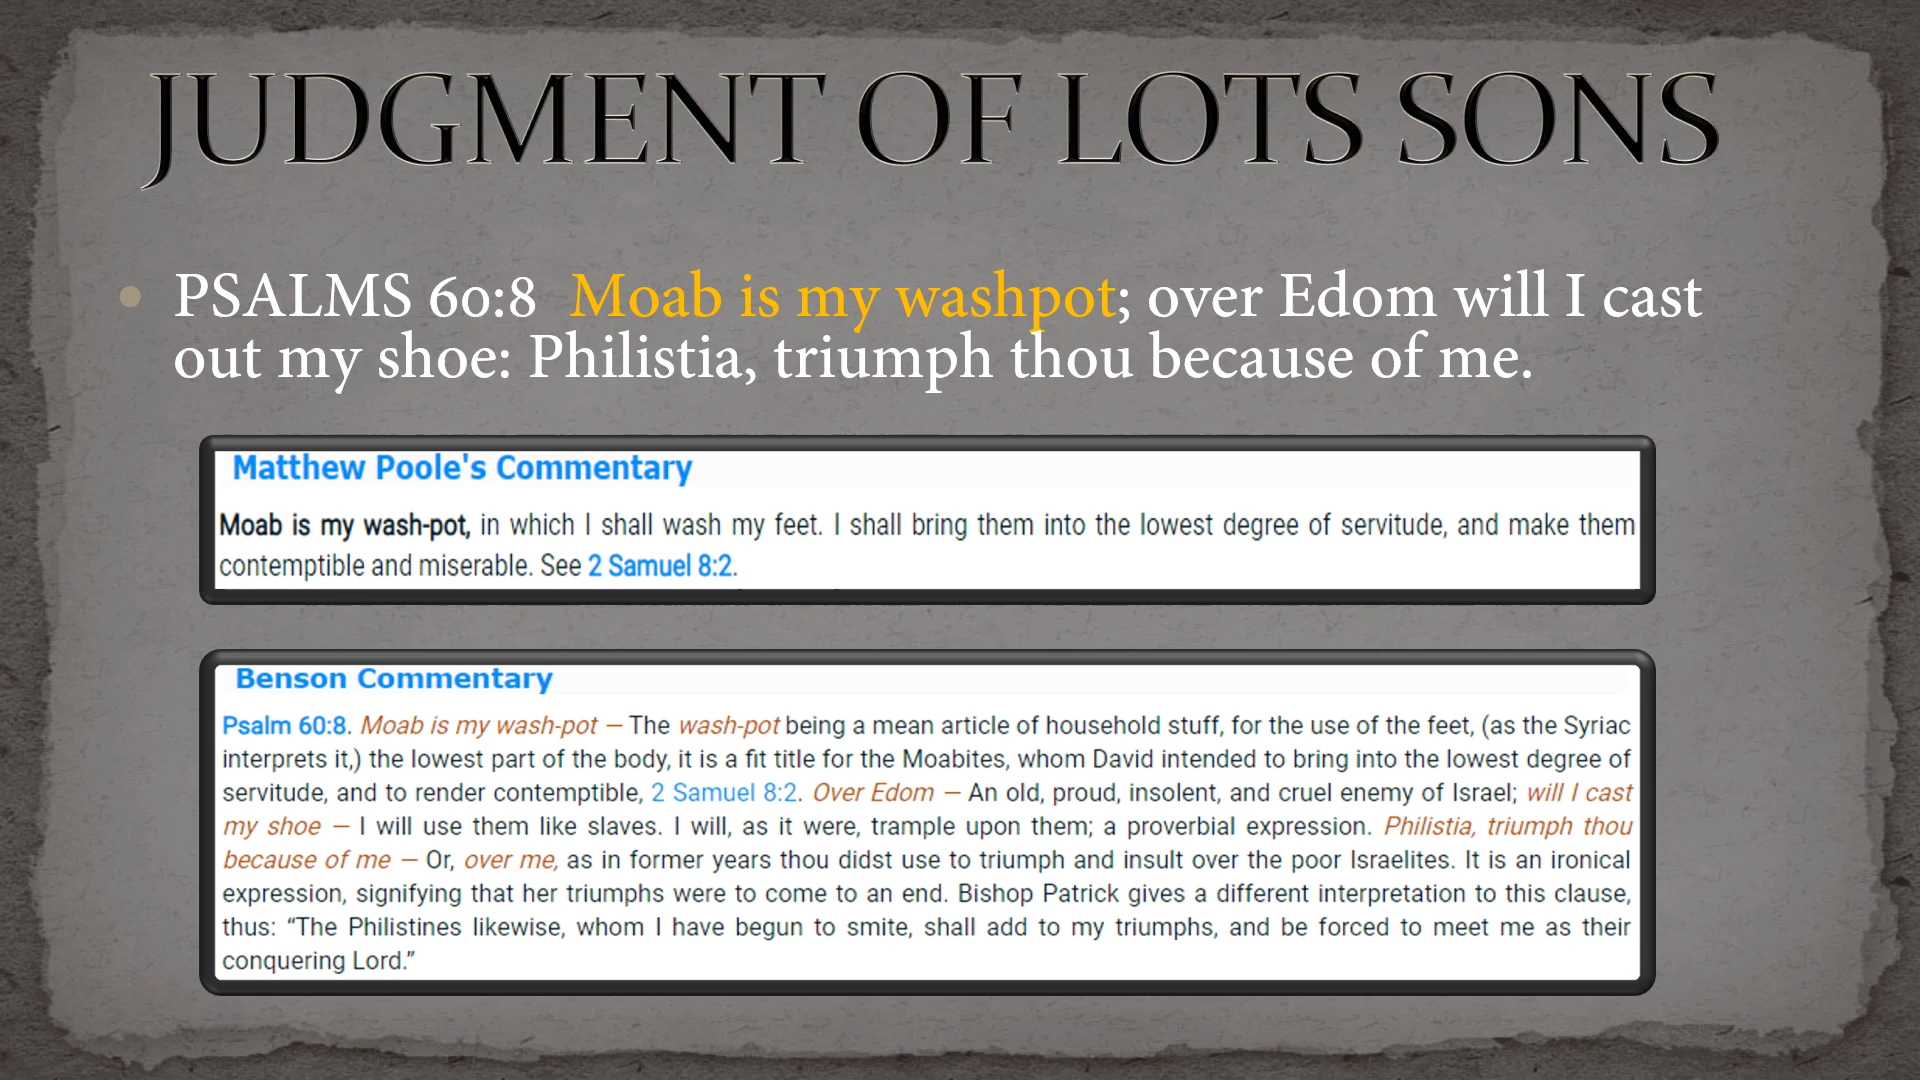 JUDGMENT OF LOTS SONS
• PSALMS 60:8  Moab is my washpot; over Edom will I cast
out my shoe: Philistia, triumph thou because of me.
Matthew Poole's Commentary
Moab is my wash-pot, in which I shall wash my feet. I shall bring them into the lowest degree of servitude, and make them
contemptible and miserable. See 2 Samuel 8:2.
Benson Commentary
Psalm 60:8. Moab is my wash-pot — The wash-pot being a mean article of household stuff, for the use of the feet, (as the Syriac
interprets it,) the lowest part of the body, it is a fit title for the Moabites, whom David intended to bring into the lowest degree of
servitude, and to render contemptible, 2 Samuel 8:2. Over Edom — An old, proud, insolent, and cruel enemy of Israel; will I cast
my shoe — I will use them like slaves. I will, as it were, trample upon them; a proverbial expression. Philistia, triumph thou
because of me — Or, over me, as in former years thou didst use to triumph and insult over the poor Israelites. It is an ironical
expression, signifying that her triumphs were to come to an end. Bishop Patrick gives a different interpretation to this clause,
thus: “The Philistines likewise, whom I have begun to smite, shall add to my triumphs, and be forced to meet me as their
conquering Lord.”